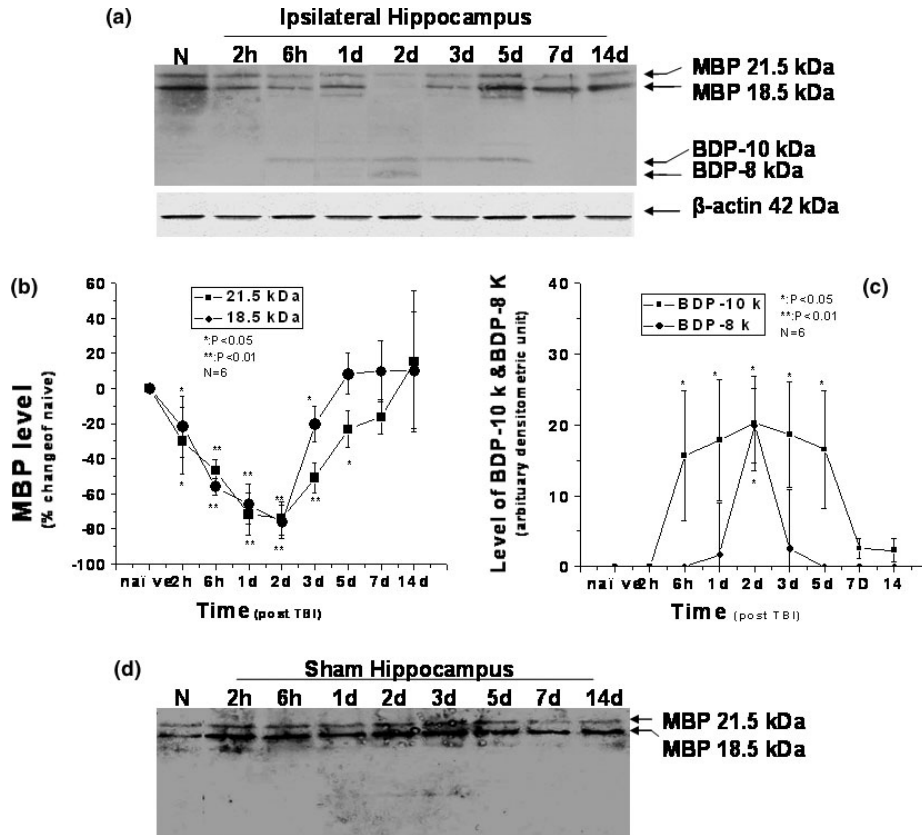 (a)
Ipsilateral Hippocampus
N 2h 6h 1d 2d 3d 5d 7d 14d
MBP 21.5 kDa
MBP 18.5 kDa
BDP-10 kDa
BDP-8 kDa
β-actin 42 kDa
(b)
MBP level
(% changeof naive)
60
40
20
0
-20
-40
-60
-80
-100
21.5 kDa
18.5 kDa
*:P<0.05
**:P<0.01
N=6
*
*
**
**
**
**
**
**
*
**
*
naï ve 2h 6h 1d 2d 3d 5d 7d 14d
Time (post TBI)
(c)
Level of BDP-10 k &BDP-8 K
(arbituary densitometric unit)
40
30
20
10
0
BDP-10 k
BDP-8 k
*:P<0.05
**:P<0.01
N=6
* * * * *
*
naï ve 2h 6h 1d 2d 3d 5d 7D 14
Time (post TBI)
(d)
Sham Hippocampus
N 2h 6h 1d 2d 3d 5d 7d 14d
MBP 21.5 kDa
MBP 18.5 kDa